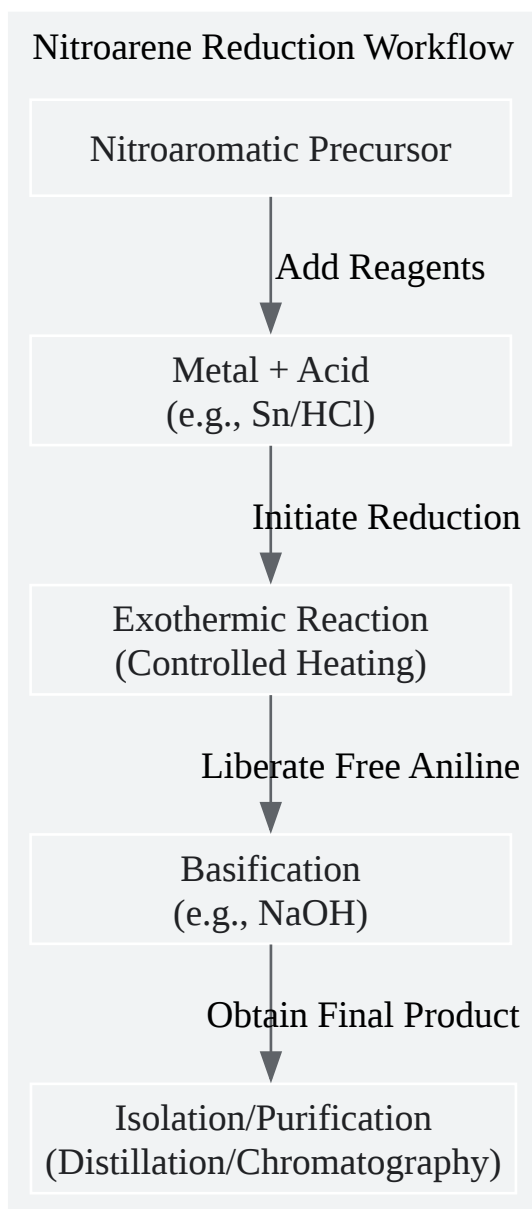 Nitroarene Reduction Workflow
Nitroaromatic Precursor
Add Reagents
Metal + Acid
(e.g., Sn/HCl)
Initiate Reduction
Exothermic Reaction
(Controlled Heating)
Liberate Free Aniline
Basification
(e.g., NaOH)
Obtain Final Product
Isolation/Purification
(Distillation/Chromatography)